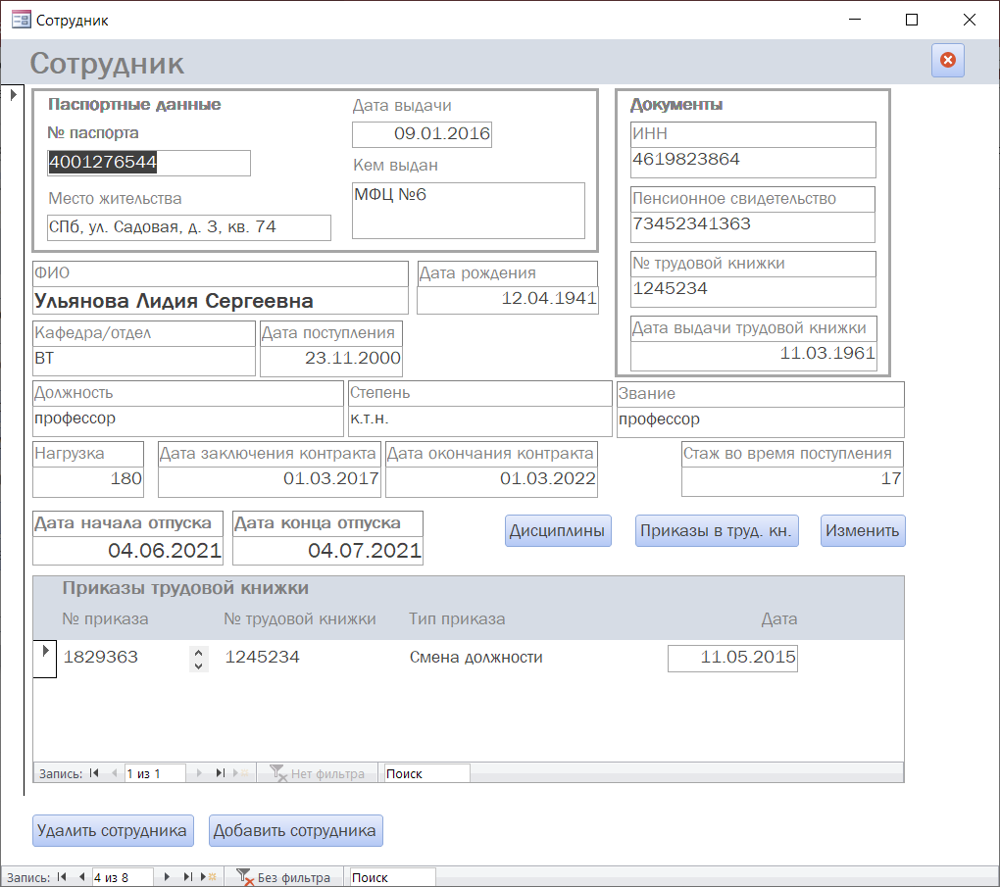 Сотрудник
Сотрудник
Паспортные данные
№ паспорта
4001276544
Место жительства
СПб, ул. Садовая, д. 3, кв. 74
Дата выдачи
09.01.2016
Кем выдан
МФЦ №6
Документы
ИНН
4619823864
Пенсионное свидетельство
73452341363
№ трудовой книжки
1245234
Дата выдачи трудовой книжки
11.03.1961
ФИО
Ульянова Лидия Сергеевна
Дата рождения
12.04.1941
Кафедра/отдел
ВТ
Дата поступления
23.11.2000
Должность
профессор
Степень
к.т.н.
Звание
профессор
Нагрузка
180
Дата заключения контракта
01.03.2017
Дата окончания контракта
01.03.2022
Стаж во время поступления
17
Дата начала отпуска
04.06.2021
Дата конца отпуска
04.07.2021
Дисциплины
Приказы в труд. кн.
Изменить
Приказы трудовой книжки
№ приказа № трудовой книжки Тип приказа Дата
1829363 1245234 Смена должности 11.05.2015
Запись: 1 из 1 Нет фильтра Поиск
Удалить сотрудника
Добавить сотрудника
Запись: 4 из 8 Без фильтра Поиск